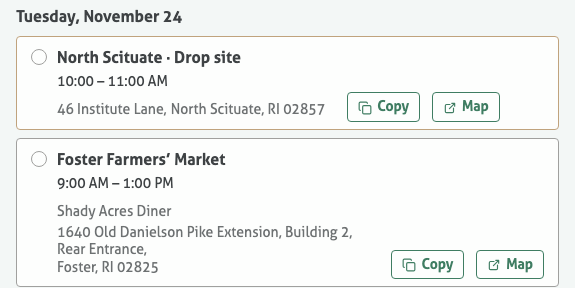 Tuesday, November 24
North Scituate · Drop site
10:00 – 11:00 AM
46 Institute Lane, North Scituate, RI 02857
Copy
Map
Foster Farmers’ Market
9:00 AM – 1:00 PM
Shady Acres Diner
1640 Old Danielson Pike Extension, Building 2,
Rear Entrance,
Foster, RI 02825
Copy
Map